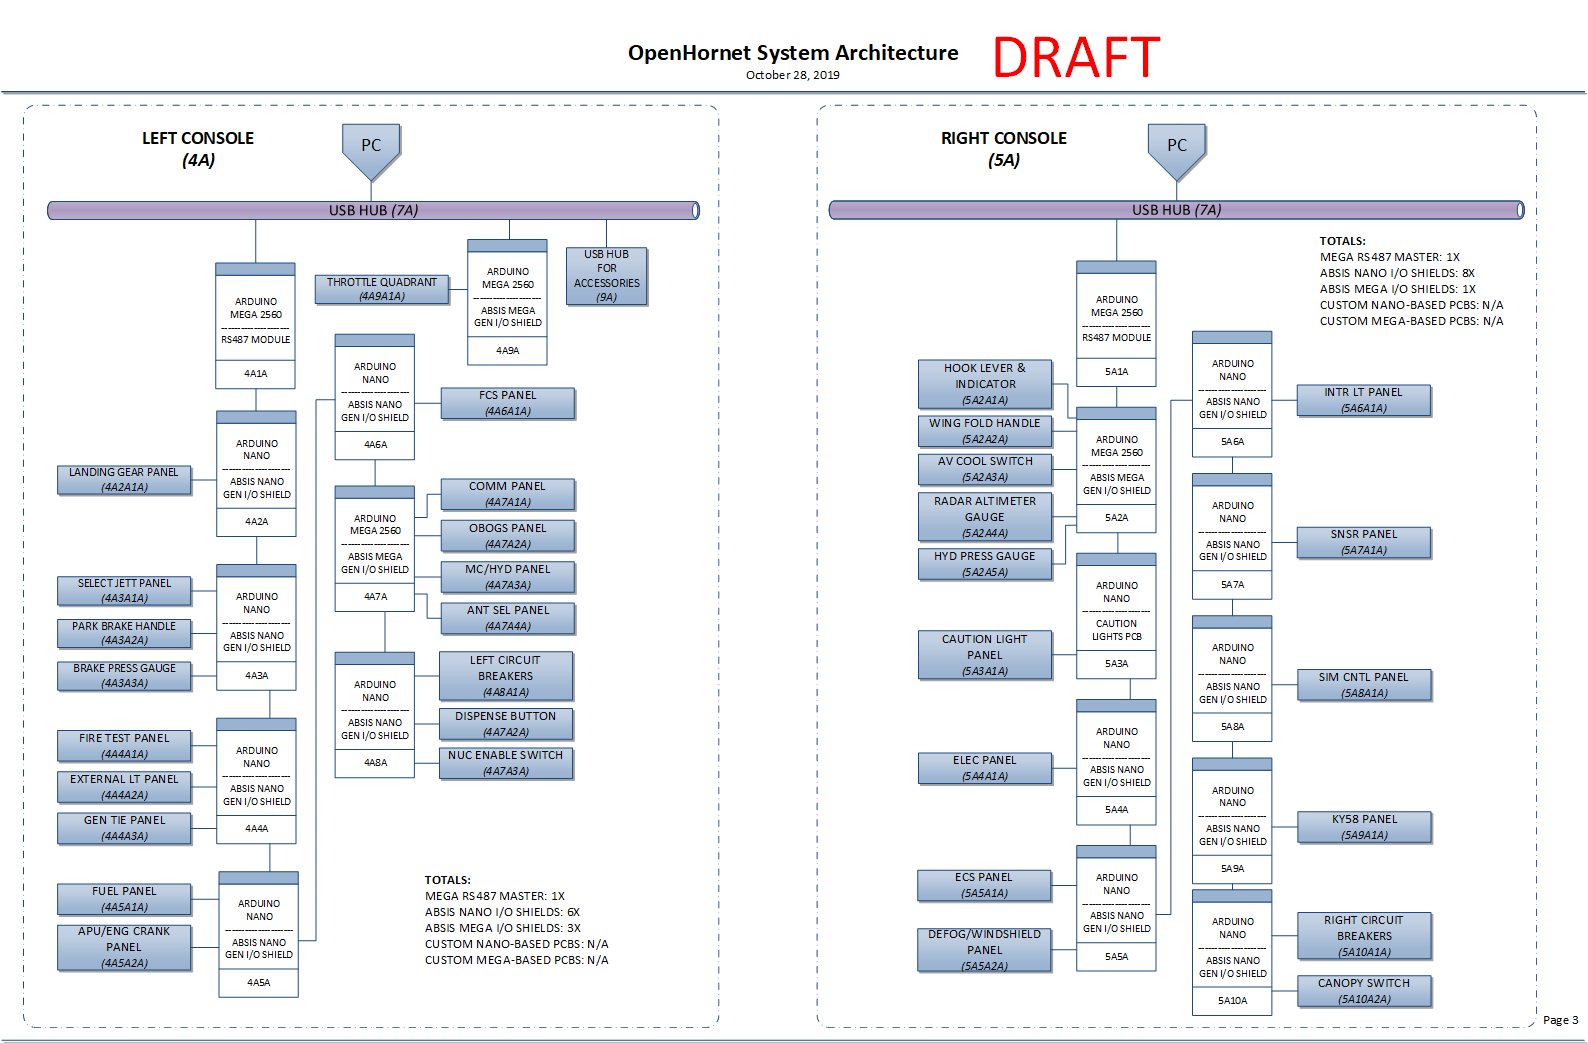 OpenHornet System Architecture
DRAFT
October 28, 2019
LEFT CONSOLE
(4A)
PC
USB HUB (7A)
ARDUINO
MEGA 2560
--------------------
RS487 MODULE
4A1A
THROTTLE QUADRANT
(4A9A1A)
ARDUINO
MEGA 2560
--------------------
ABSIS MEGA
GEN I/O SHIELD
4A9A
USB HUB
FOR
ACCESSORIES
(9A)
LANDING GEAR PANEL
(4A2A1A)
ARDUINO
NANO
--------------------
ABSIS NANO
GEN I/O SHIELD
4A2A
SELECT JETT PANEL
(4A3A1A)
PARK BRAKE HANDLE
(4A3A2A)
BRAKE PRESS GAUGE
(4A3A3A)
ARDUINO
NANO
--------------------
ABSIS NANO
GEN I/O SHIELD
4A3A
FIRE TEST PANEL
(4A4A1A)
EXTERNAL LT PANEL
(4A4A2A)
GEN TIE PANEL
(4A4A3A)
ARDUINO
NANO
--------------------
ABSIS NANO
GEN I/O SHIELD
4A4A
FUEL PANEL
(4A5A1A)
APU/ENG CRANK
PANEL
(4A5A2A)
ARDUINO
NANO
--------------------
ABSIS NANO
GEN I/O SHIELD
4A5A
ARDUINO
NANO
--------------------
ABSIS NANO
GEN I/O SHIELD
4A6A
FCS PANEL
(4A6A1A)
ARDUINO
MEGA 2560
--------------------
ABSIS MEGA
GEN I/O SHIELD
4A7A
COMM PANEL
(4A7A1A)
OBOGS PANEL
(4A7A2A)
MC/HYD PANEL
(4A7A3A)
ANT SEL PANEL
(4A7A4A)
ARDUINO
NANO
--------------------
ABSIS NANO
GEN I/O SHIELD
4A8A
LEFT CIRCUIT
BREAKERS
(4A8A1A)
DISPENSE BUTTON
(4A7A2A)
NUC ENABLE SWITCH
(4A7A3A)
TOTALS:
MEGA RS487 MASTER: 1X
ABSIS NANO I/O SHIELDS: 6X
ABSIS MEGA I/O SHIELDS: 3X
CUSTOM NANO-BASED PCBS: N/A
CUSTOM MEGA-BASED PCBS: N/A
RIGHT CONSOLE
(5A)
PC
USB HUB (7A)
TOTALS:
MEGA RS487 MASTER: 1X
ABSIS NANO I/O SHIELDS: 8X
ABSIS MEGA I/O SHIELDS: 1X
CUSTOM NANO-BASED PCBS: N/A
CUSTOM MEGA-BASED PCBS: N/A
ARDUINO
MEGA 2560
--------------------
RS487 MODULE
5A1A
HOOK LEVER &
INDICATOR
(5A2A1A)
WING FOLD HANDLE
(5A2A2A)
AV COOL SWITCH
(5A2A3A)
RADAR ALTIMETER
GAUGE
(5A2A4A)
HYD PRESS GAUGE
(5A2A5A)
ARDUINO
MEGA 2560
--------------------
ABSIS MEGA
GEN I/O SHIELD
5A2A
CAUTION LIGHT
PANEL
(5A3A1A)
ARDUINO
NANO
--------------------
CAUTION
LIGHTS PCB
5A3A
ELEC PANEL
(5A4A1A)
ARDUINO
NANO
--------------------
ABSIS NANO
GEN I/O SHIELD
5A4A
ECS PANEL
(5A5A1A)
DEFOG/WINDSHIELD
PANEL
(5A5A2A)
ARDUINO
NANO
--------------------
ABSIS NANO
GEN I/O SHIELD
5A5A
ARDUINO
NANO
--------------------
ABSIS NANO
GEN I/O SHIELD
5A6A
INTR LT PANEL
(5A6A1A)
ARDUINO
NANO
--------------------
ABSIS NANO
GEN I/O SHIELD
5A7A
SNSR PANEL
(5A7A1A)
ARDUINO
NANO
--------------------
ABSIS NANO
GEN I/O SHIELD
5A8A
SIM CNTL PANEL
(5A8A1A)
ARDUINO
NANO
--------------------
ABSIS NANO
GEN I/O SHIELD
5A9A
KY58 PANEL
(5A9A1A)
ARDUINO
NANO
--------------------
ABSIS NANO
GEN I/O SHIELD
5A10A
RIGHT CIRCUIT
BREAKERS
(5A10A1A)
CANOPY SWITCH
(5A10A2A)
Page 3